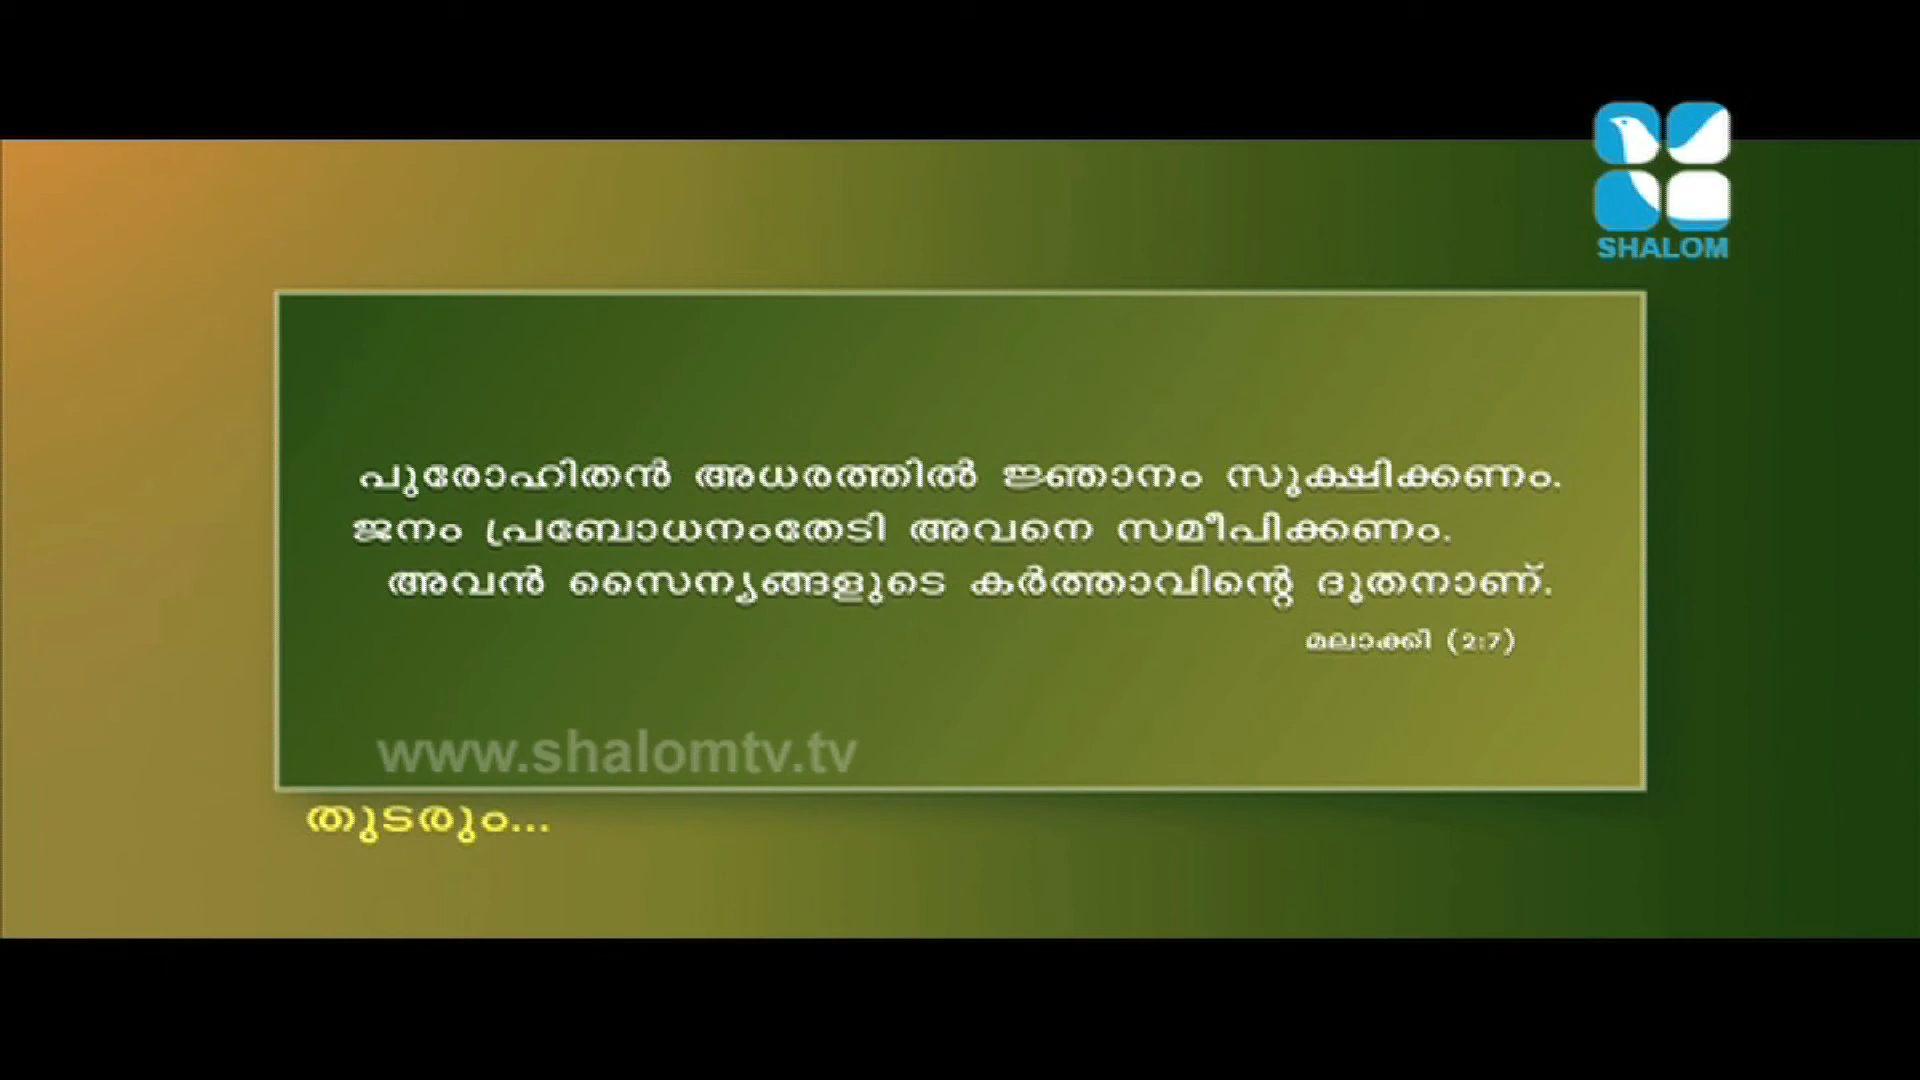 SHALOM
പുരോഹിതൻ അധരത്തിൽ ജ്ഞാനം സൂക്ഷിക്കണം.
ജനം പ്രബോധനംതേടി അവനെ സമീപിക്കണം.
അവൻ സൈന്യങ്ങളുടെ കർത്താവിന്റെ ദൂതനാണ്.
മലാക്കി (2:7)
www.shalomtv.tv
തുടരും...